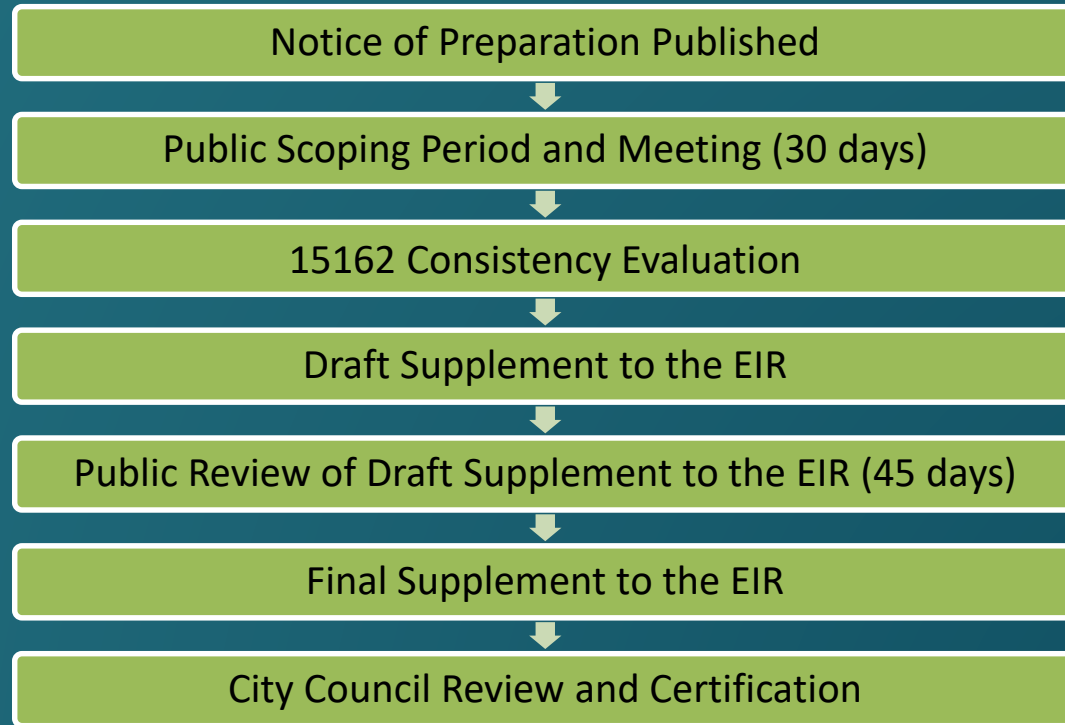 Notice of Preparation Published
Public Scoping Period and Meeting (30 days)
15162 Consistency Evaluation
Draft Supplement to the EIR
Public Review of Draft Supplement to the EIR (45 days)
Final Supplement to the EIR
City Council Review and Certification